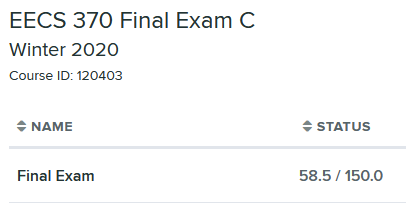 EECS 370 Final Exam C
Winter 2020
Course ID: 120403
NAME STATUS
Final Exam 58.5 / 150.0